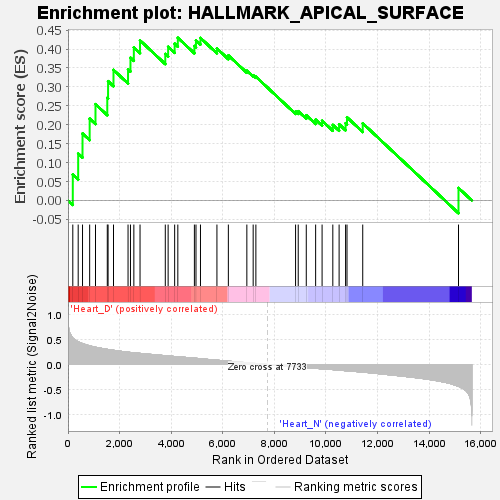 Enrichment plot: HALLMARK_APICAL_SURFACE
Enrichment score (ES)
0.45
0.40
0.35
0.30
0.25
0.20
0.15
0.10
0.05
0.00
-0.05
'Heart_D' (positively correlated)
Ranked list metric (Signal2Noise)
1.0
0.5
0.0
-0.5
-1.0
Zero cross at 7733
'Heart_N' (negatively correlated)
0 2,000 4,000 6,000 8,000 10,000 12,000 14,000 16,000
Rank in Ordered Dataset
Enrichment profile Hits Ranking metric scores